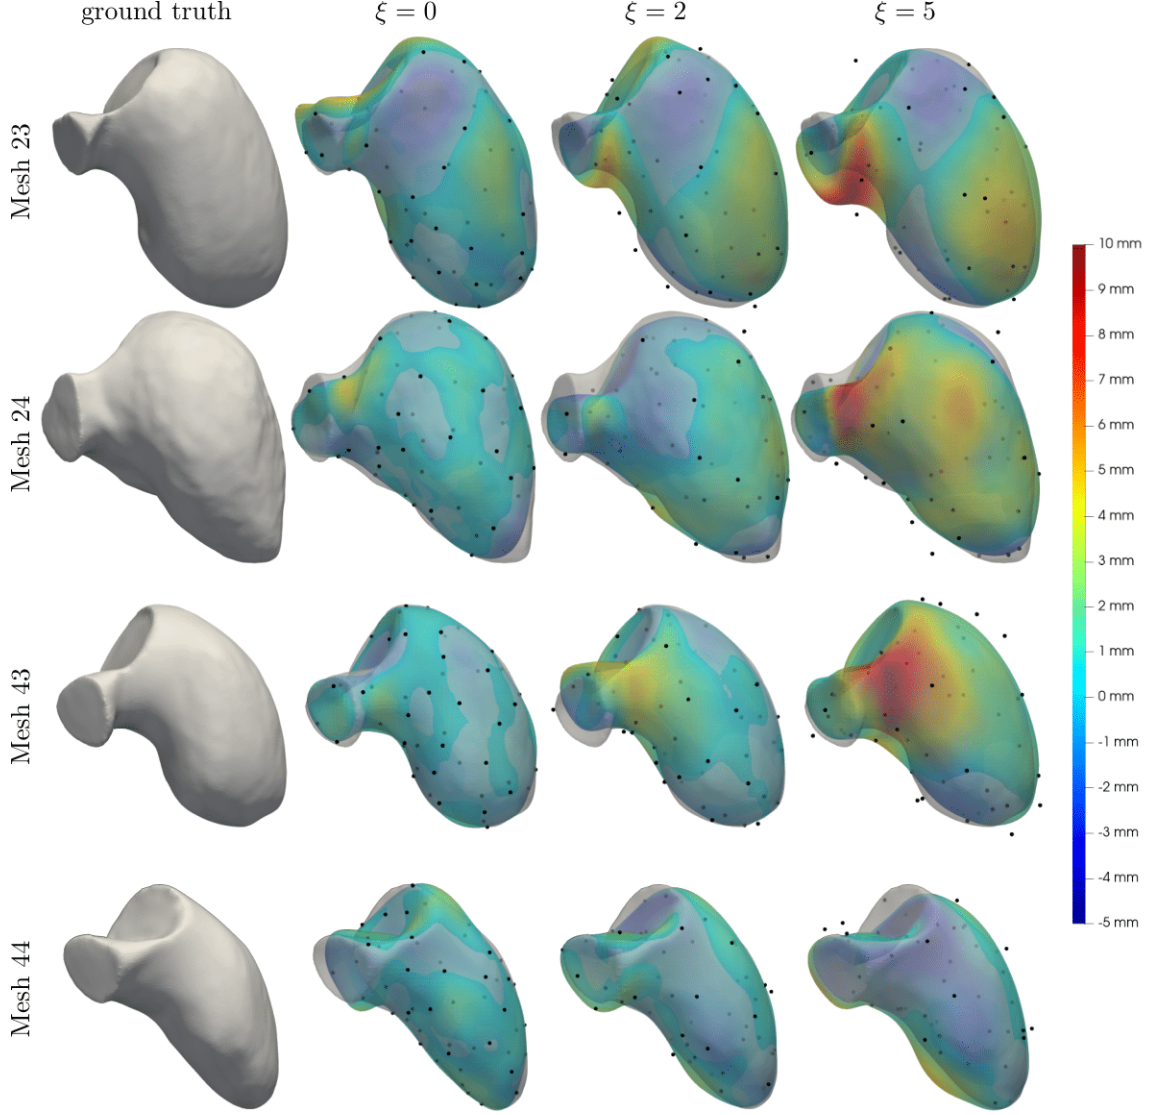 ground truth
ξ = 0
ξ = 2
ξ = 5
Mesh 23
Mesh 24
Mesh 43
Mesh 44
10 mm
9 mm
8 mm
7 mm
6 mm
5 mm
4 mm
3 mm
2 mm
1 mm
0 mm
-1 mm
-2 mm
-3 mm
-4 mm
-5 mm